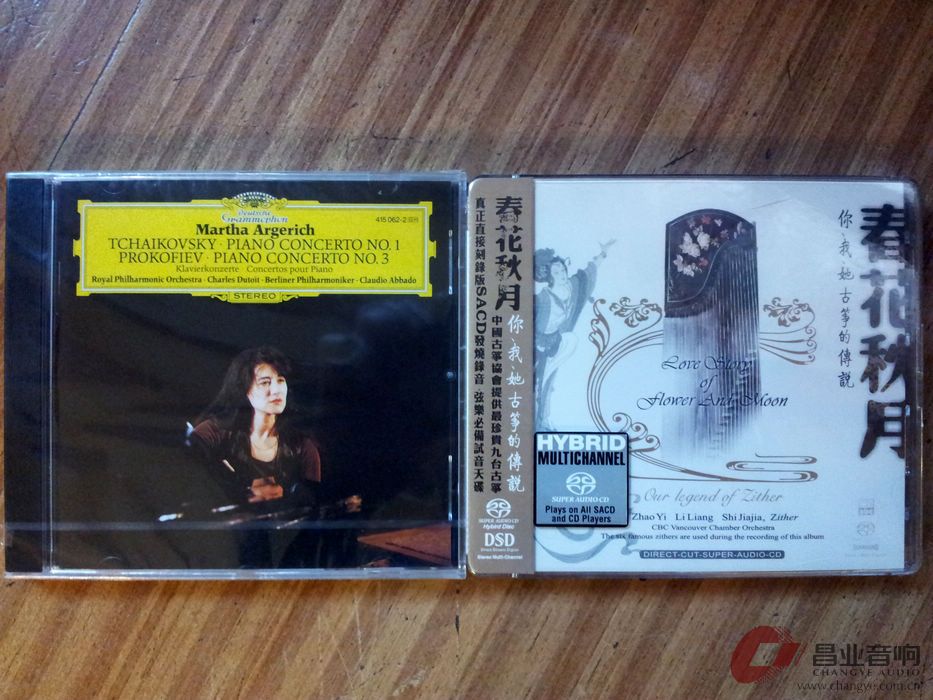 Deutsche
Grammophon
415 062-2
Martha Argerich
TCHAIKOVSKY · PIANO CONCERTO NO. 1
PROKOFIEV · PIANO CONCERTO NO. 3
Klavierkonzerte · Concertos pour Piano
Royal Philharmonic Orchestra · Charles Dutoit · Berliner Philharmoniker · Claudio Abbado
STEREO
春花秋月
你、我、她古箏的傳說
真正直接刻錄版SACD發燒錄音·弦樂必備試音天碟
中國古箏協會提供最珍貴九台古箏
SUPER AUDIO CD
Hybrid Disc
DSD
Direct Stream Digital
Stereo Multi-Channel
春花秋月
你、我、她古箏的傳說
Love Story
of
Flower And Moon
HYBRID
MULTICHANNEL
SUPER AUDIO CD
Plays on All SACD
and CD Players
Our legend of Zither
Zhao Yi Li Liang Shi Jiajia, Zither
CBC Vancouver Chamber Orchestra
The six famous zithers are used during the recording of this album
DIRECT-CUT-SUPER-AUDIO-CD
昌业音响
CHANGYE AUDIO
www.changye.com.cn